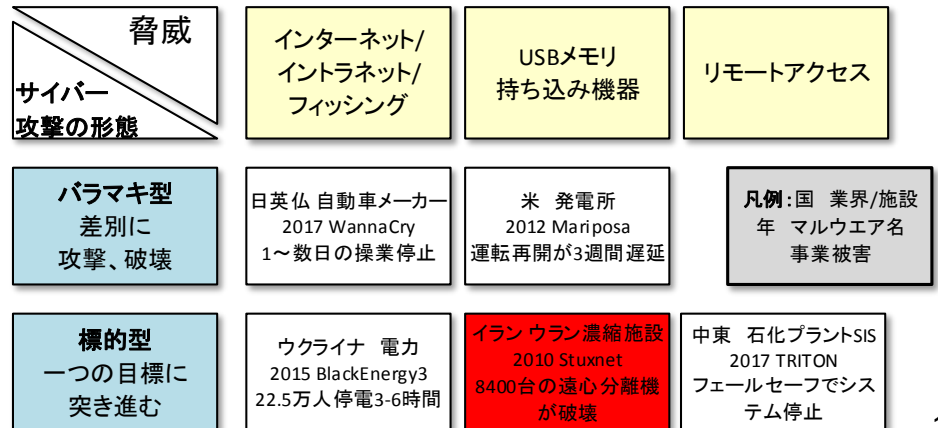 脅威
サイバー
攻撃の形態
インターネット/
イントラネット/
フィッシング
USBメモリ
持ち込み機器
リモートアクセス
バラマキ型
差別に
攻撃、破壊
日英仏 自動車メーカー
2017 WannaCry
1～数日の操業停止
米 発電所
2012 Mariposa
運転再開が3週間遅延
凡例:国 業界/施設
年 マルウエア名
事業被害
標的型
一つの目標に
突き進む
ウクライナ 電力
2015 BlackEnergy3
22.5万人停電3-6時間
イラン ウラン濃縮施設
2010 Stuxnet
8400台の遠心分離機
が破壊
中東 石化プラントSIS
2017 TRITON
フェールセーフでシス
テム停止